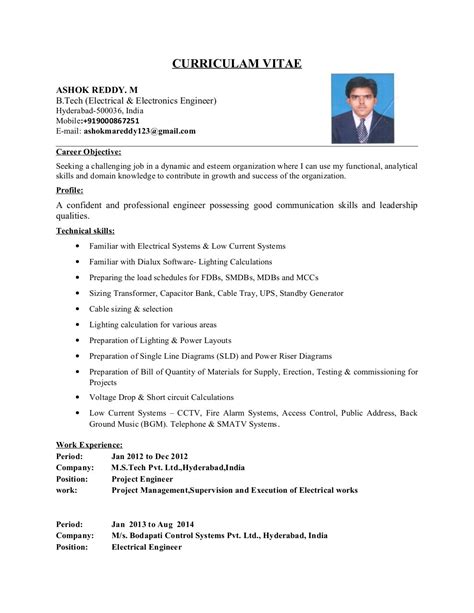 CURRICULAM VITAE
ASHOK REDDY. M
B.Tech (Electrical & Electronics Engineer)
Hyderabad-500036, India
Mobile:+919000867251
E-mail: ashokmareddy123@gmail.com
Career Objective:
Seeking a challenging job in a dynamic and esteem organization where I can use my functional, analytical
skills and domain knowledge to contribute in growth and success of the organization.
Profile:
A confident and professional engineer possessing good communication skills and leadership
qualities.
Technical skills:
• Familiar with Electrical Systems & Low Current Systems
• Familiar with Dialux Software- Lighting Calculations
• Preparing the load schedules for FDBs, SMDBs, MDBs and MCCs
• Sizing Transformer, Capacitor Bank, Cable Tray, UPS, Standby Generator
• Cable sizing & selection
• Lighting calculation for various areas
• Preparation of Lighting & Power Layouts
• Preparation of Single Line Diagrams (SLD) and Power Riser Diagrams
• Preparation of Bill of Quantity of Materials for Supply, Erection, Testing & commissioning for
Projects
• Voltage Drop & Short circuit Calculations
• Low Current Systems – CCTV, Fire Alarm Systems, Access Control, Public Address, Back
Ground Music (BGM). Telephone & SMATV Systems.
Work Experience:
Period: Jan 2012 to Dec 2012
Company: M.S.Tech Pvt. Ltd.,Hyderabad,India
Position: Project Engineer
work: Project Management,Supervision and Execution of Electrical works
Period: Jan 2013 to Aug 2014
Company: M/s. Bodapati Control Systems Pvt. Ltd., Hyderabad, India
Position: Electrical Engineer